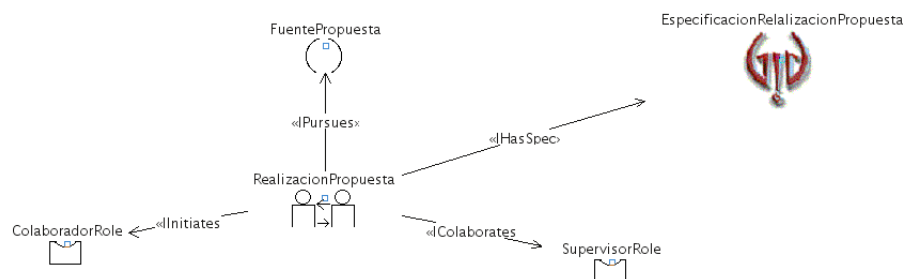 EspecificacionRelalizacionPropuesta
FuentePropuesta
«IPursues»
«IHasSpec›
RealizacionPropuesta
ColaboradorRole
«IInitiates
«IColaborates
SupervisorRole